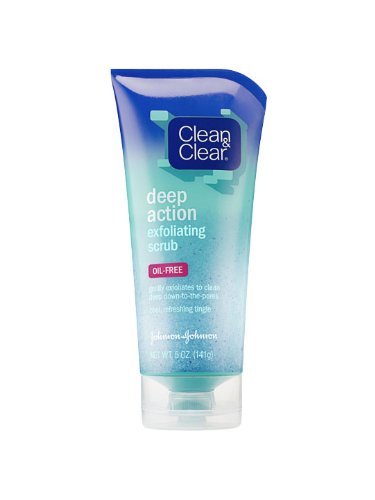 Clean &
Clear®
deep
action
exfoliating
scrub
OIL-FREE
gently exfoliates to clean
deep down-to-the-pores
cool, refreshing tingle
Johnson & Johnson
NET WT. 5 OZ. (141g)